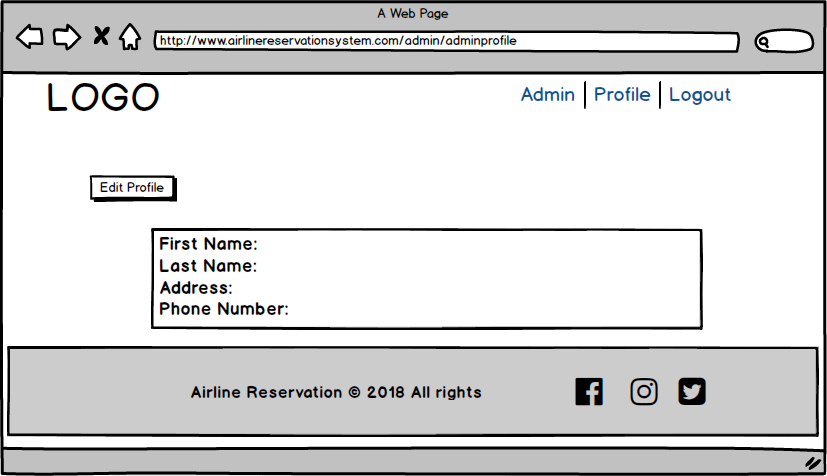 A Web Page
http://www.airlinereservationsystem.com/admin/adminprofile
LOGO
Admin | Profile | Logout
Edit Profile
First Name:
Last Name:
Address:
Phone Number:
Airline Reservation © 2018 All rights